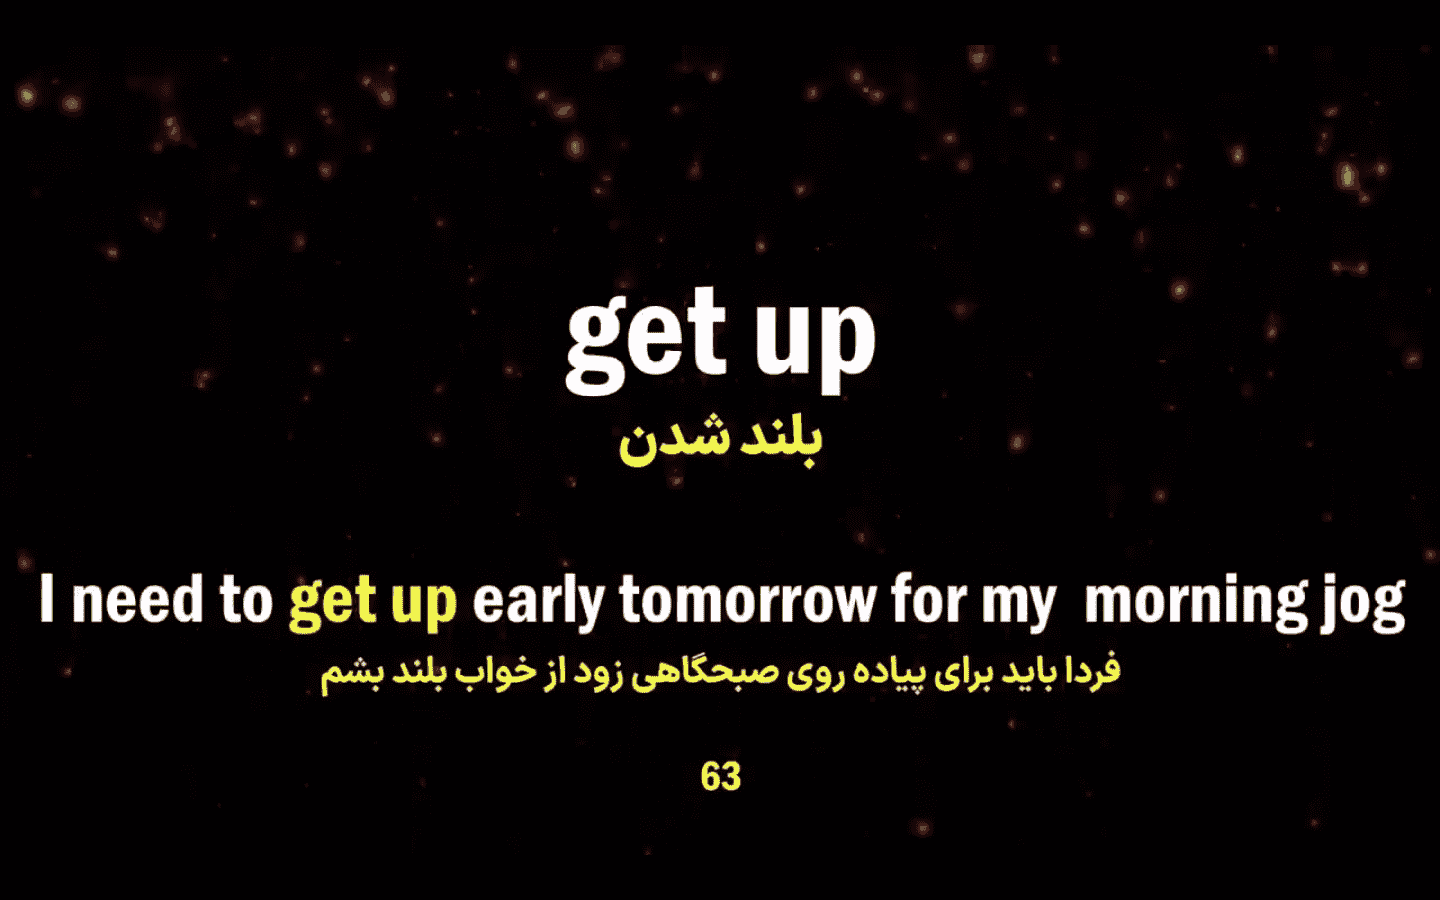 get up
بلند شدن
I need to get up early tomorrow for my morning jog
فردا باید برای پیاده روی صبحگاهی زود از خواب بلند بشم
63